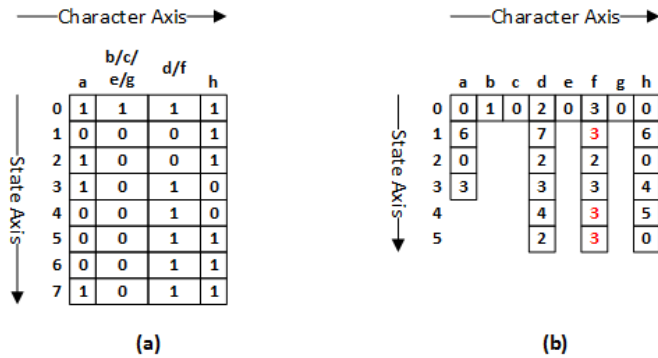 Character Axis
State Axis
a b/c/ e/g d/f h
0 1 1 1 1
1 0 0 0 1
2 1 0 0 1
3 1 0 1 0
4 0 0 1 0
5 0 0 1 1
6 0 0 1 1
7 1 0 1 1
(a)
Character Axis
State Axis
a b c d e f g h
0 0 1 0 2 0 3 0 0
1 6 7 3 6
2 0 2 2 0
3 3 3 3 4
4 4 3 5
5 2 3 0
(b)